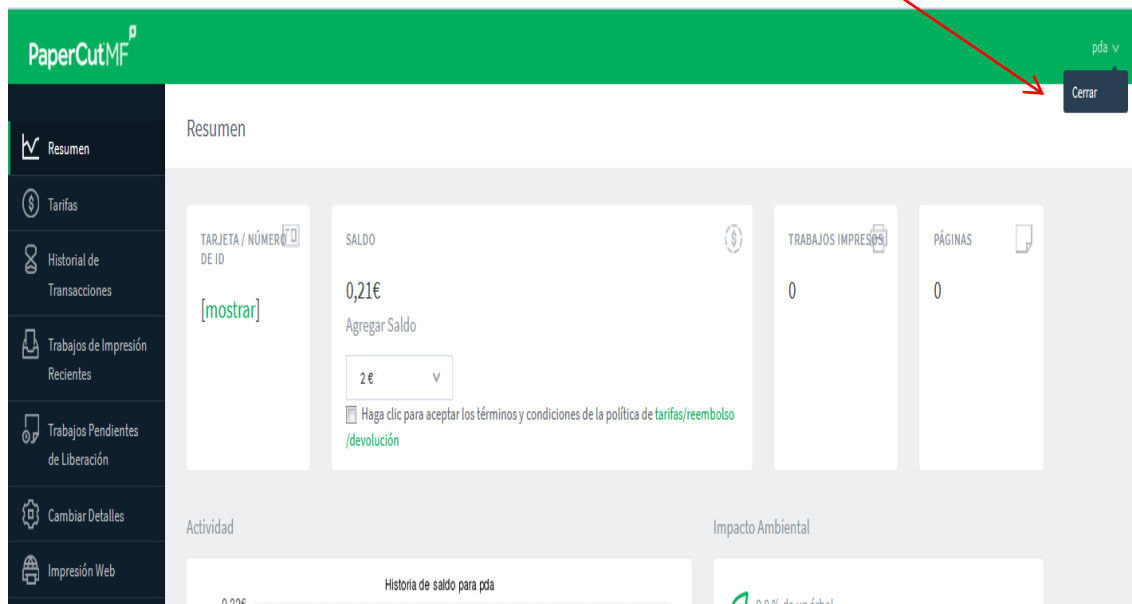 PaperCutMF
pda
Cerrar
Resumen
Resumen
Tarifas
Historial de
Transacciones
Trabajos de Impresión
Recientes
Trabajos Pendientes
de Liberación
Cambiar Detalles
Impresión Web
TARJETA / NÚMERO
DE ID
[mostrar]
SALDO
0,21€
Agregar Saldo
2 €
Haga clic para aceptar los términos y condiciones de la política de tarifas/reembolso
/devolución
TRABAJOS IMPRESOS
0
PÁGINAS
0
Actividad
Historia de saldo para pda
Impacto Ambiental